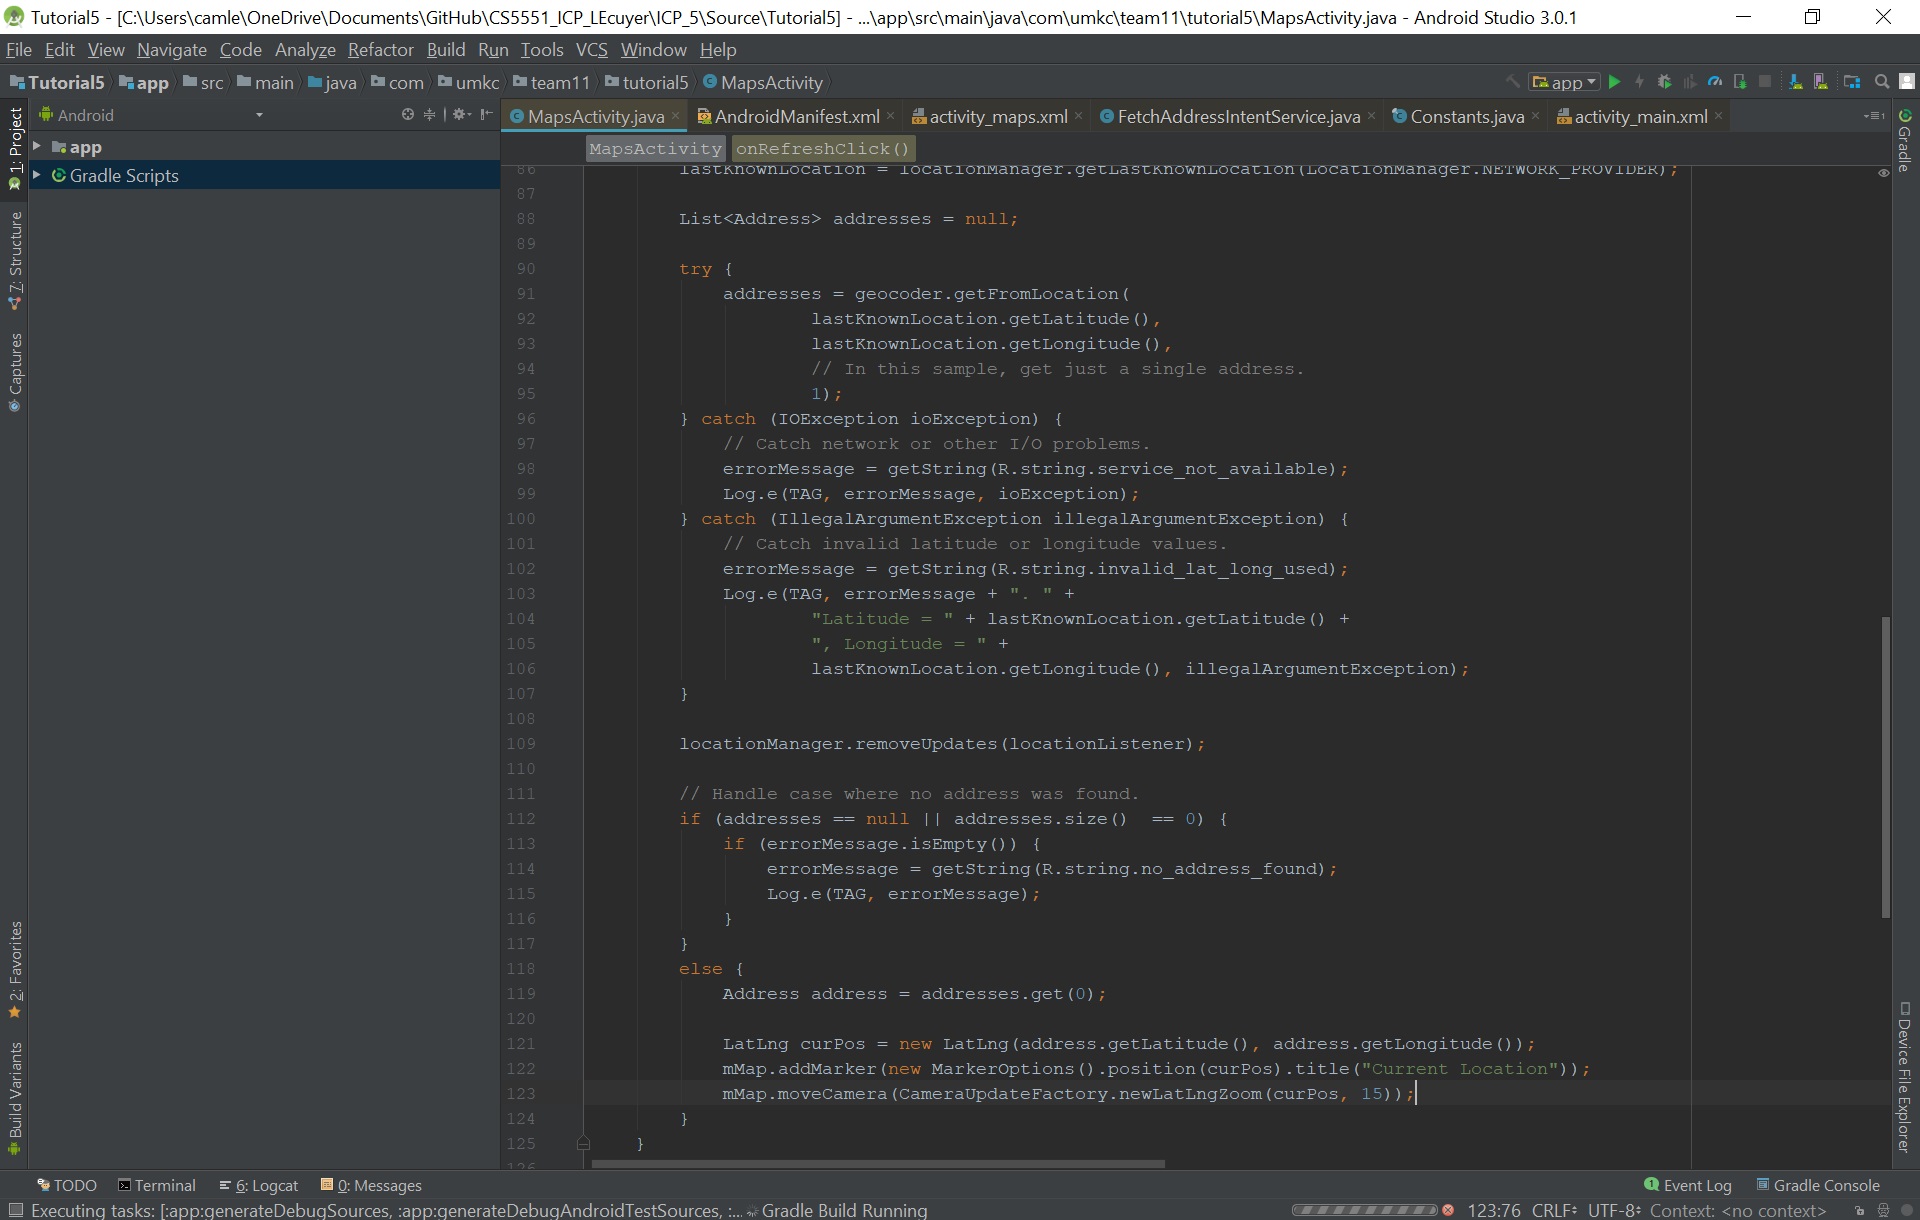 Tutorial5 - [C:\Users\camle\OneDrive\Documents\GitHub\CS5551_ICP_LEcuyer\ICP_5\Source\Tutorial5] - ...\app\src\main\java\com\umkc\team11\tutorial5\MapsActivity.java - Android Studio 3.0.1
File Edit View Navigate Code Analyze Refactor Build Run Tools VCS Window Help
Tutorial5 app src main java com umkc team11 tutorial5 MapsActivity app
Android
MapsActivity.java AndroidManifest.xml activity_maps.xml FetchAddressIntentService.java Constants.java activity_main.xml
MapsActivity onRefreshClick()
app
Gradle Scripts
1: Project
7: Structure
Captures
2: Favorites
Build Variants
Gradle
Device File Explorer
86 lastKnownLocation = locationManager.getLastKnownLocation(LocationManager.NETWORK_PROVIDER);
87
88 List<Address> addresses = null;
89
90 try {
91 addresses = geocoder.getFromLocation(
92 lastKnownLocation.getLatitude(),
93 lastKnownLocation.getLongitude(),
94 // In this sample, get just a single address.
95 1);
96 } catch (IOException ioException) {
97 // Catch network or other I/O problems.
98 errorMessage = getString(R.string.service_not_available);
99 Log.e(TAG, errorMessage, ioException);
100 } catch (IllegalArgumentException illegalArgumentException) {
101 // Catch invalid latitude or longitude values.
102 errorMessage = getString(R.string.invalid_lat_long_used);
103 Log.e(TAG, errorMessage + ". " +
104 "Latitude = " + lastKnownLocation.getLatitude() +
105 ", Longitude = " +
106 lastKnownLocation.getLongitude(), illegalArgumentException);
107 }
108
109 locationManager.removeUpdates(locationListener);
110
111 // Handle case where no address was found.
112 if (addresses == null || addresses.size()  == 0) {
113 if (errorMessage.isEmpty()) {
114 errorMessage = getString(R.string.no_address_found);
115 Log.e(TAG, errorMessage);
116 }
117 }
118 else {
119 Address address = addresses.get(0);
120
121 LatLng curPos = new LatLng(address.getLatitude(), address.getLongitude());
122 mMap.addMarker(new MarkerOptions().position(curPos).title("Current Location"));
123 mMap.moveCamera(CameraUpdateFactory.newLatLngZoom(curPos, 15));
124 }
125 }
126
TODO Terminal 6: Logcat 0: Messages 1 Event Log Gradle Console
Executing tasks: [:app:generateDebugSources, :app:generateDebugAndroidTestSources, :... Gradle Build Running 123:76 CRLF UTF-8 Context: <no context>